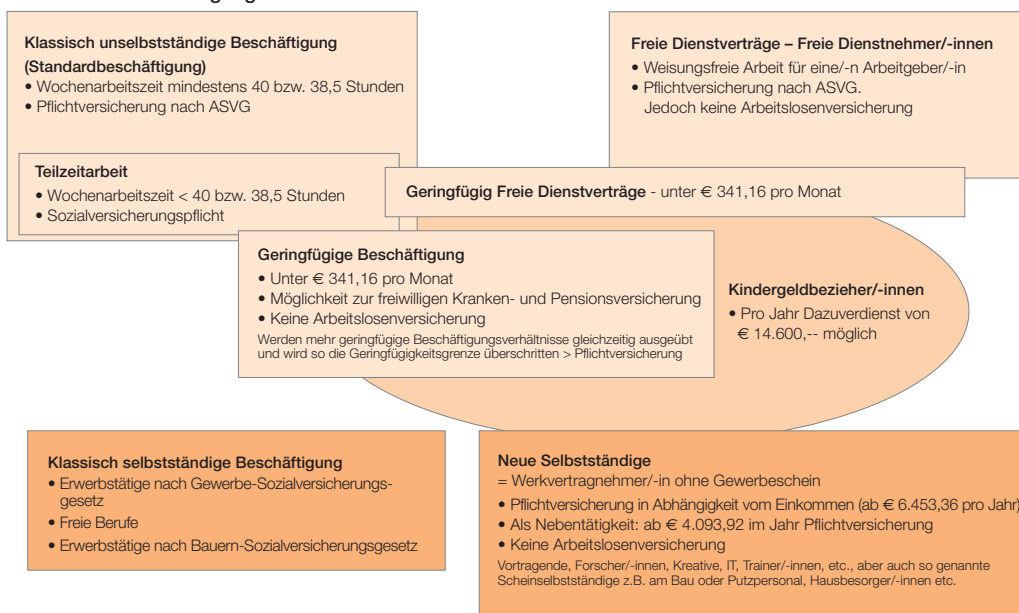 Klassisch unselbstständige Beschäftigung
(Standardbeschäftigung)
• Wochenarbeitszeit mindestens 40 bzw. 38,5 Stunden
• Pflichtversicherung nach ASVG
Teilzeitarbeit
• Wochenarbeitszeit < 40 bzw. 38,5 Stunden
• Sozialversicherungspflicht
Freie Dienstverträge – Freie Dienstnehmer/-innen
• Weisungsfreie Arbeit für eine/-n Arbeitgeber/-in
• Pflichtversicherung nach ASVG.
Jedoch keine Arbeitslosenversicherung
Geringfügig Freie Dienstverträge - unter € 341,16 pro Monat
Geringfügige Beschäftigung
• Unter € 341,16 pro Monat
• Möglichkeit zur freiwilligen Kranken- und Pensionsversicherung
• Keine Arbeitslosenversicherung
Werden mehr geringfügige Beschäftigungsverhältnisse gleichzeitig ausgeübt
und wird so die Geringfügigkeitsgrenze überschritten > Pflichtversicherung
Kindergeldbezieher/-innen
• Pro Jahr Dazuverdienst von
€ 14.600,-- möglich
Klassisch selbstständige Beschäftigung
• Erwerbstätige nach Gewerbe-Sozialversicherungs-
gesetz
• Freie Berufe
• Erwerbstätige nach Bauern-Sozialversicherungsgesetz
Neue Selbstständige
= Werkvertragnehmer/-in ohne Gewerbeschein
• Pflichtversicherung in Abhängigkeit vom Einkommen (ab € 6.453,36 pro Jahr)
• Als Nebentätigkeit: ab € 4.093,92 im Jahr Pflichtversicherung
• Keine Arbeitslosenversicherung
Vortragende, Forscher/-innen, Kreative, IT, Trainer/-innen, etc., aber auch so genannte
Scheinselbstständige z.B. am Bau oder Putzpersonal, Hausbesorger/-innen etc.